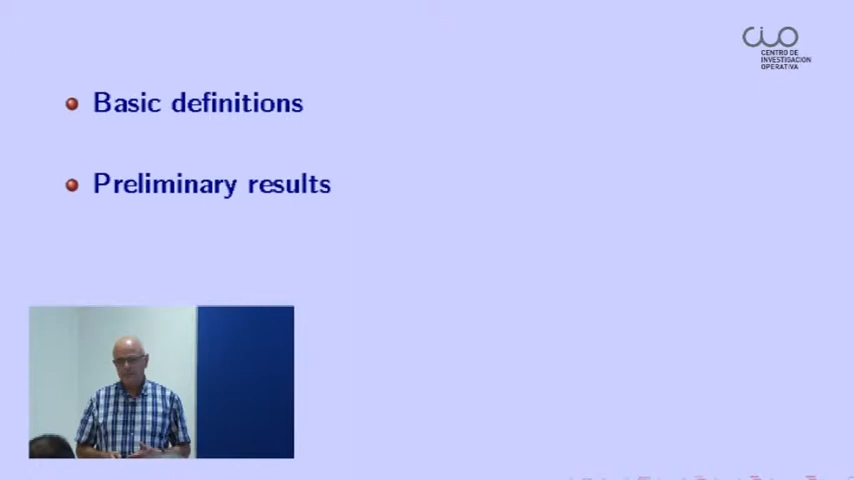 CIO
CENTRO DE
INVESTIGACION
OPERATIVA
Basic definitions
Preliminary results